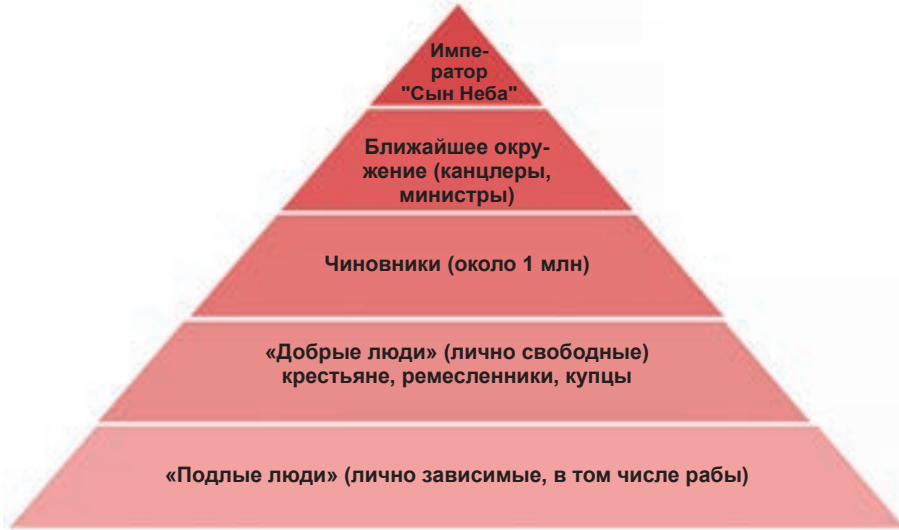 Импе-
ратор
"Сын Неба"
Ближайшее окру-
жение (канцлеры,
министры)
Чиновники (около 1 млн)
«Добрые люди» (лично свободные)
крестьяне, ремесленники, купцы
«Подлые люди» (лично зависимые, в том числе рабы)